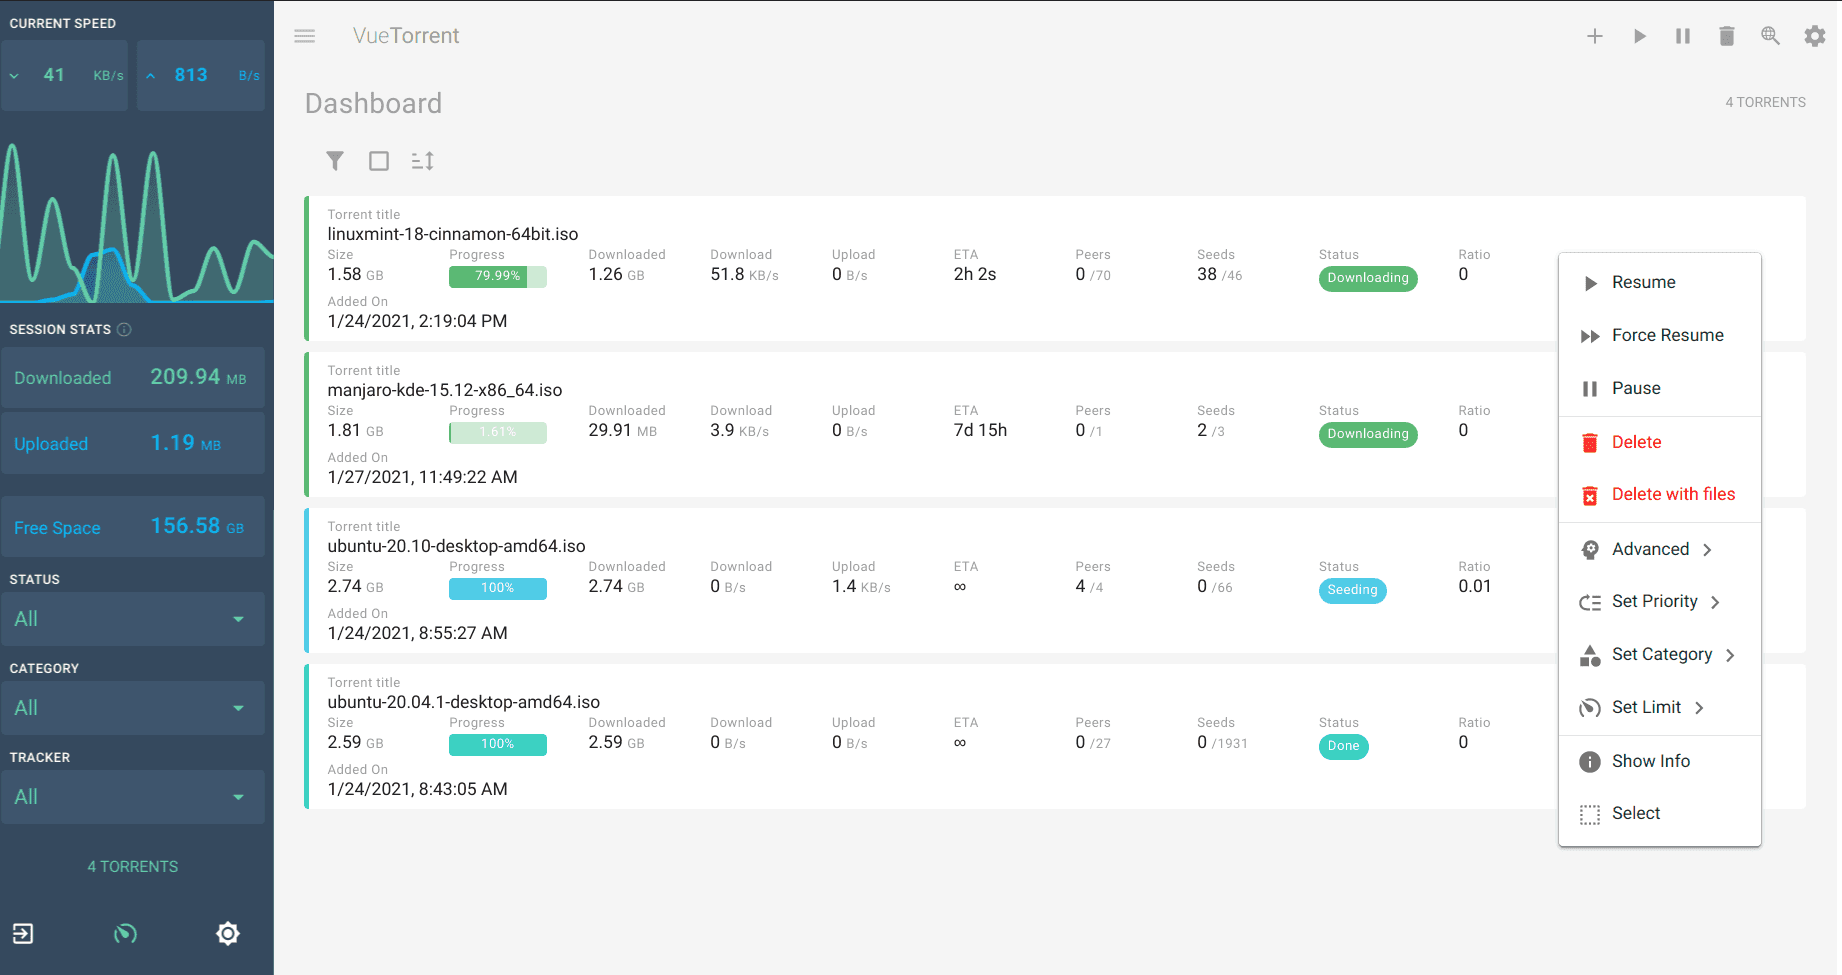 CURRENT SPEED
41 KB/s 813 B/s
SESSION STATS
Downloaded 209.94 MB
Uploaded 1.19 MB
Free Space 156.58 GB
STATUS
All
CATEGORY
All
TRACKER
All
4 TORRENTS
VueTorrent
Dashboard
4 TORRENTS
Torrent title
linuxmint-18-cinnamon-64bit.iso
Size Progress Downloaded Download Upload ETA Peers Seeds Status Ratio
1.58 GB 79.99% 1.26 GB 51.8 KB/s 0 B/s 2h 2s 0 /70 38 /46 Downloading 0
Added On
1/24/2021, 2:19:04 PM
Torrent title
manjaro-kde-15.12-x86_64.iso
Size Progress Downloaded Download Upload ETA Peers Seeds Status Ratio
1.81 GB 1.61% 29.91 MB 3.9 KB/s 0 B/s 7d 15h 0 /1 2 /3 Downloading 0
Added On
1/27/2021, 11:49:22 AM
Torrent title
ubuntu-20.10-desktop-amd64.iso
Size Progress Downloaded Download Upload ETA Peers Seeds Status Ratio
2.74 GB 100% 2.74 GB 0 B/s 1.4 KB/s ∞ 4 /4 0 /66 Seeding 0.01
Added On
1/24/2021, 8:55:27 AM
Torrent title
ubuntu-20.04.1-desktop-amd64.iso
Size Progress Downloaded Download Upload ETA Peers Seeds Status Ratio
2.59 GB 100% 2.59 GB 0 B/s 0 B/s ∞ 0 /27 0 /1931 Done 0
Added On
1/24/2021, 8:43:05 AM
Resume
Force Resume
Pause
Delete
Delete with files
Advanced
Set Priority
Set Category
Set Limit
Show Info
Select